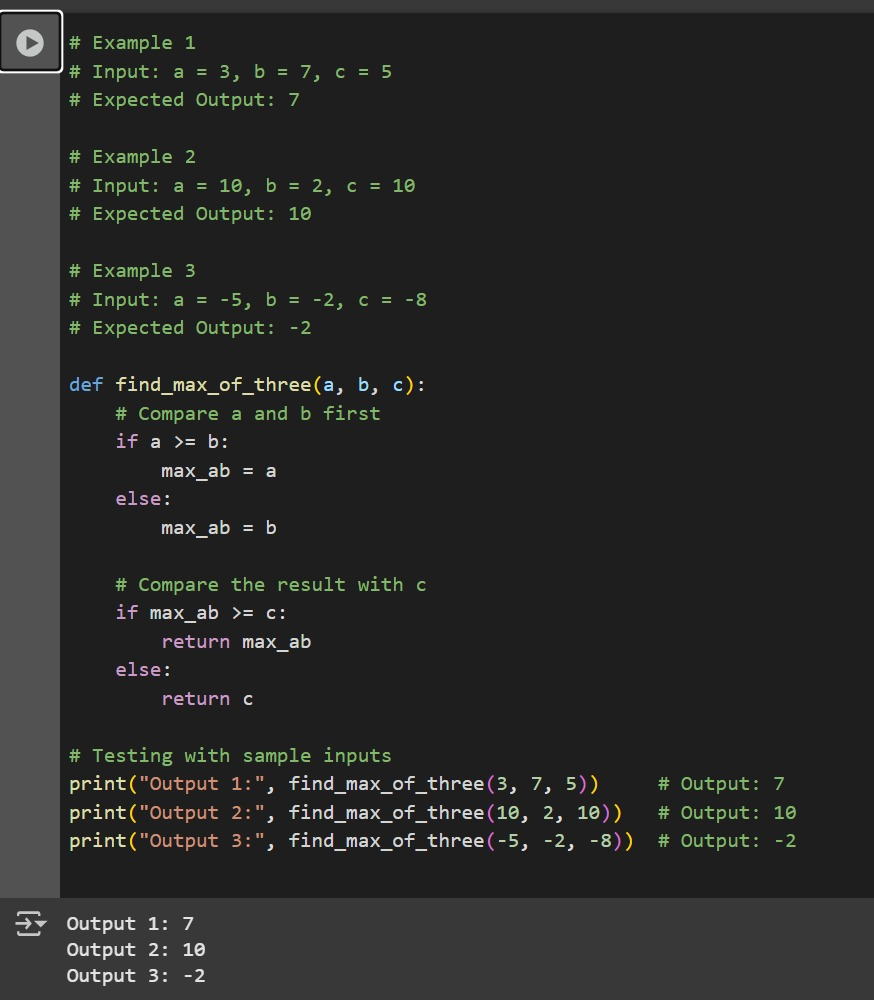 # Example 1
# Input: a = 3, b = 7, c = 5
# Expected Output: 7

# Example 2
# Input: a = 10, b = 2, c = 10
# Expected Output: 10

# Example 3
# Input: a = -5, b = -2, c = -8
# Expected Output: -2

def find_max_of_three(a, b, c):
    # Compare a and b first
    if a >= b:
        max_ab = a
    else:
        max_ab = b

    # Compare the result with c
    if max_ab >= c:
        return max_ab
    else:
        return c

# Testing with sample inputs
print("Output 1:", find_max_of_three(3, 7, 5))     # Output: 7
print("Output 2:", find_max_of_three(10, 2, 10))   # Output: 10
print("Output 3:", find_max_of_three(-5, -2, -8))  # Output: -2

Output 1: 7
Output 2: 10
Output 3: -2